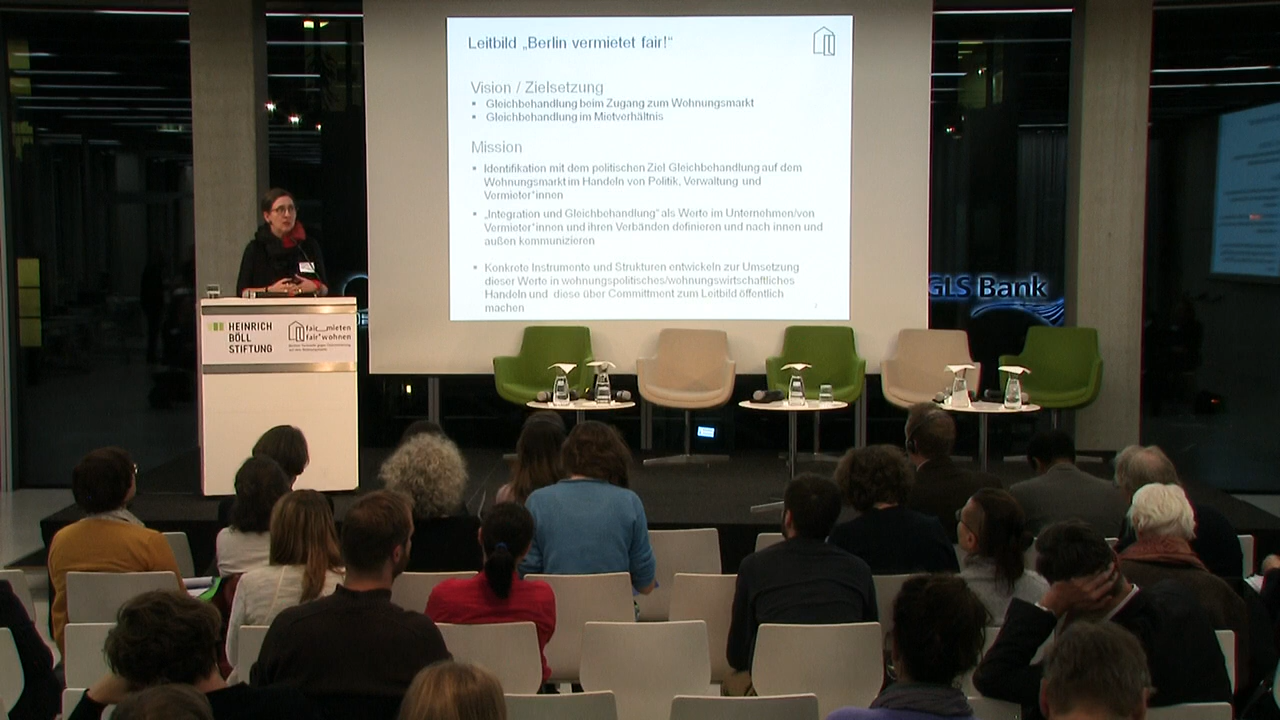 Leitbild „Berlin vermietet fair!“
Vision / Zielsetzung
• Gleichbehandlung beim Zugang zum Wohnungsmarkt
• Gleichbehandlung im Mietverhältnis
Mission
• Identifikation mit dem politischen Ziel Gleichbehandlung auf dem
Wohnungsmarkt im Handeln von Politik, Verwaltung und
Vermieter*innen
• „Integration und Gleichbehandlung“ als Werte im Unternehmen/von
Vermieter*innen und ihren Verbänden definieren und nach innen und
außen kommunizieren
• Konkrete Instrumente und Strukturen entwickeln zur Umsetzung
dieser Werte in wohnungspolitisches/wohnungswirtschaftliches
Handeln und diese über Committment zum Leitbild öffentlich
machen
GLS Bank
HEINRICH
BÖLL
STIFTUNG
fair__mieten
fair*wohnen